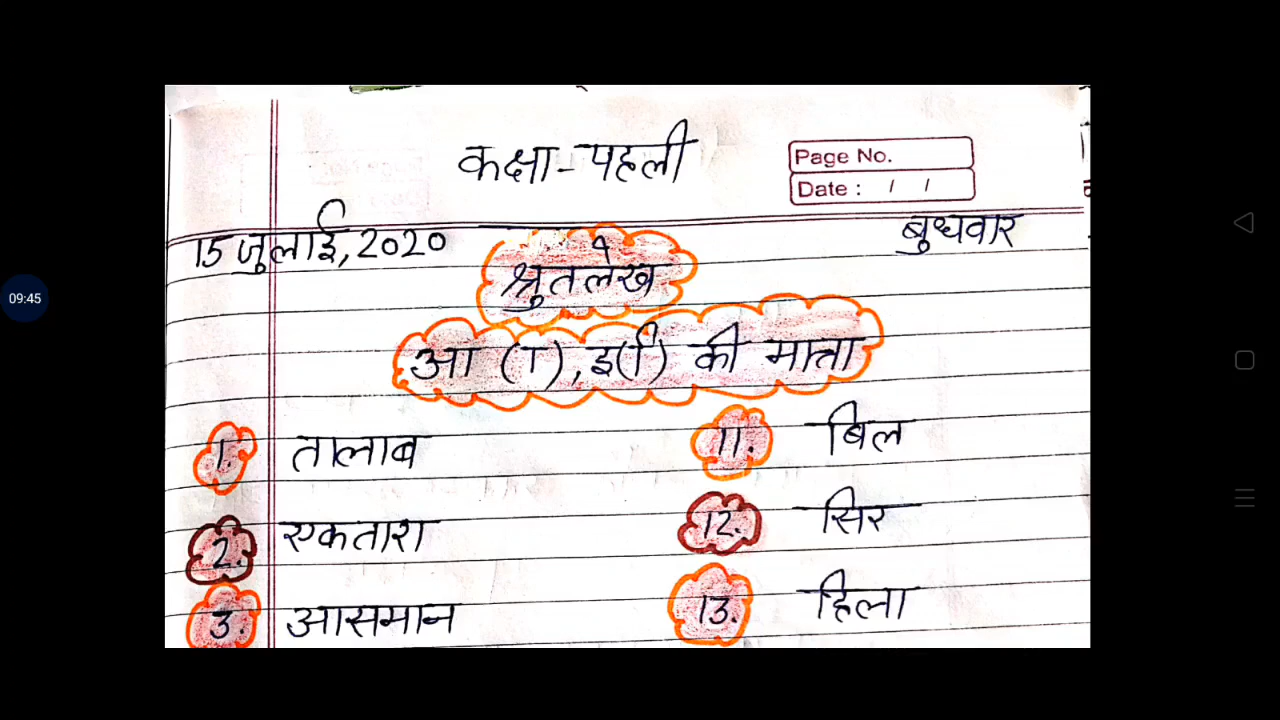 कक्षा - पहली
Page No.
Date : / /
15 जुलाई, 2020 बुधवार
श्रुतलेख
आ (ा), इ(ि) की मात्रा
1. तालाब 11. बिल
2. एकतारा 12. सिर
3. आसमान 13. हिला
09:45